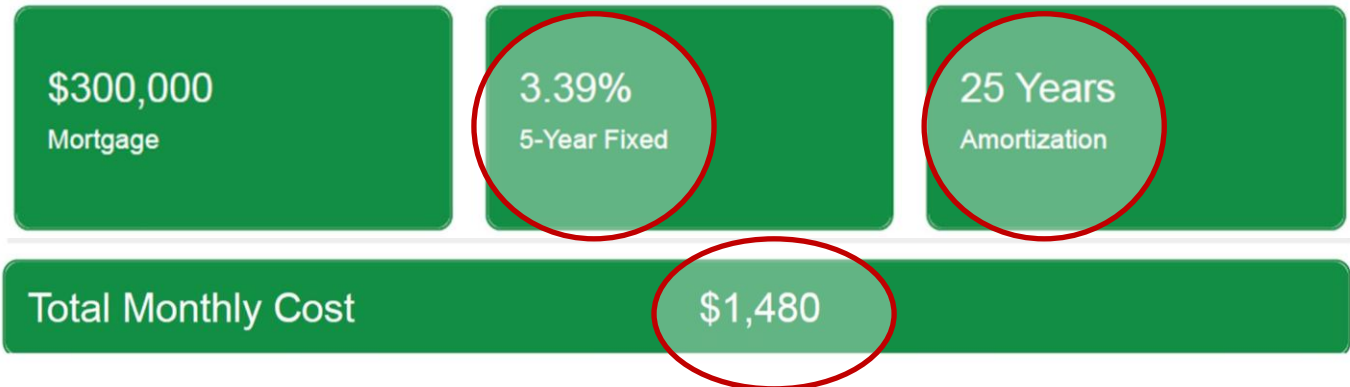 $300,000
Mortgage
3.39%
5-Year Fixed
25 Years
Amortization
Total Monthly Cost $1,480